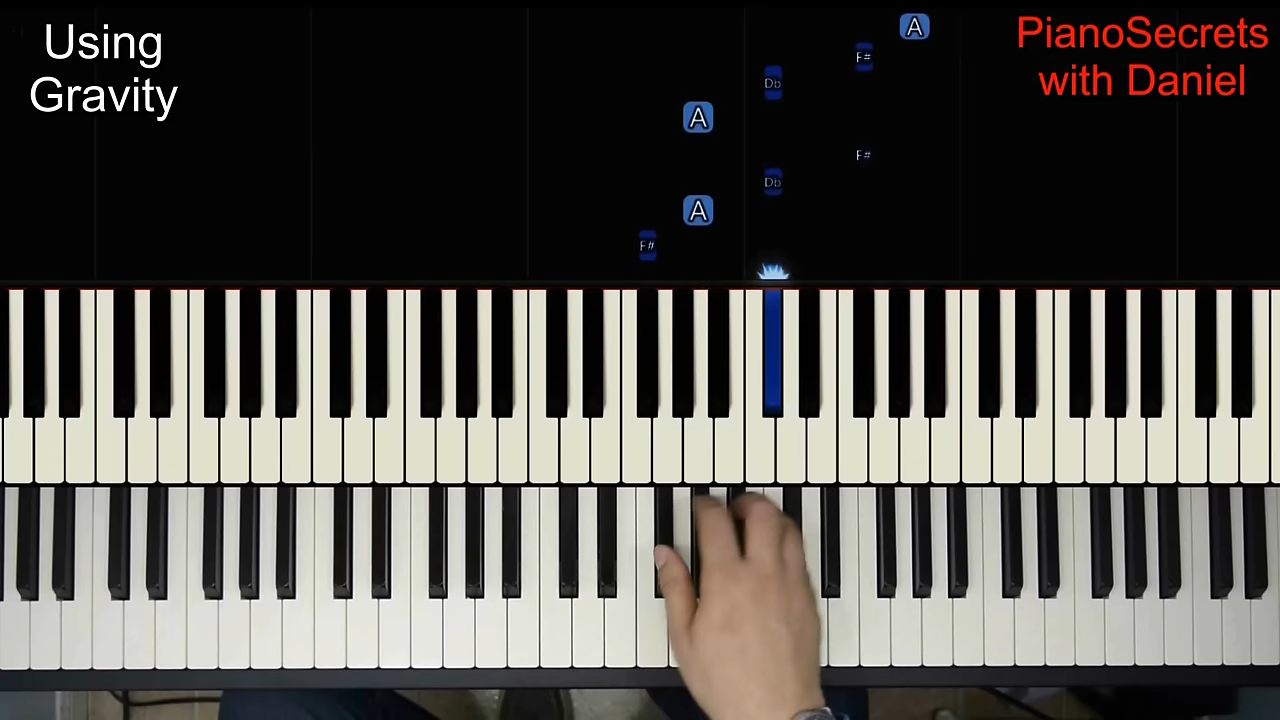 Using
Gravity
PianoSecrets
with Daniel
A
F#
Db
A
F#
Db
A
F#